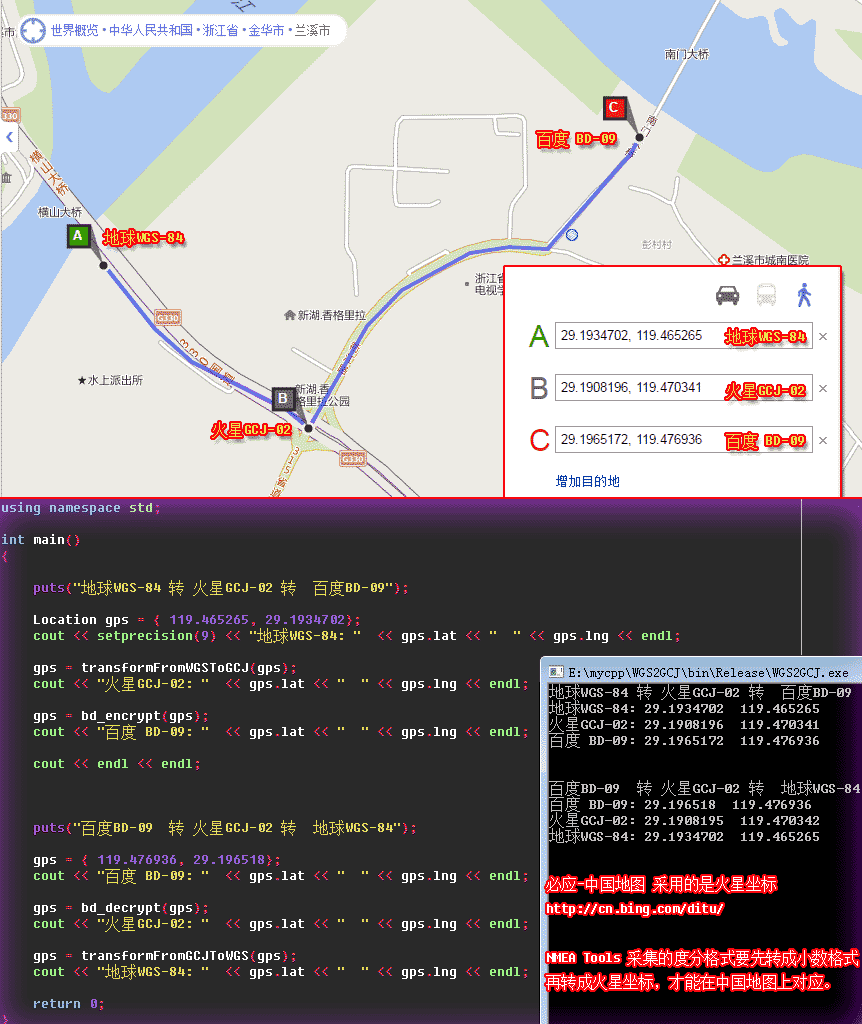 世界概览•中华人民共和国•浙江省•金华市•兰溪市
南门大桥
330
C
百度 BD-09
南门大桥
横山大桥
横山大桥
A
地球WGS-84
彭村村
兰溪市城南医院
浙江省
电视学
G330
新湖.香格里拉
330国道
水上派出所
B
新湖.香
格里拉公园
火星GCJ-02
G330
315省道
A 29.1934702, 119.465265 地球WGS-84 ×
B 29.1908196, 119.470341 火星GCJ-02 ×
C 29.1965172, 119.476936 百度 BD-09 ×
增加目的地
using namespace std;
int main()
{
puts("地球WGS-84 转 火星GCJ-02 转  百度BD-09");
Location gps = { 119.465265, 29.1934702};
cout << setprecision(9) << "地球WGS-84: "  << gps.lat << "  " << gps.lng << endl;
gps = transformFromWGSToGCJ(gps);
cout << "火星GCJ-02: "  << gps.lat << "  " << gps.lng << endl;
gps = bd_encrypt(gps);
cout << "百度 BD-09: "  << gps.lat << "  " << gps.lng << endl;
cout << endl << endl;
puts("百度BD-09  转 火星GCJ-02 转  地球WGS-84");
gps = { 119.476936, 29.196518};
cout << "百度 BD-09: "  << gps.lat << "  " << gps.lng << endl;
gps = bd_decrypt(gps);
cout << "火星GCJ-02: "  << gps.lat << "  " << gps.lng << endl;
gps = transformFromGCJToWGS(gps);
cout << "地球WGS-84: "  << gps.lat << "  " << gps.lng << endl;
return 0;
}
E:\mycpp\WGS2GCJ\bin\Release\WGS2GCJ.exe
地球WGS-84 转 火星GCJ-02 转  百度BD-09
地球WGS-84: 29.1934702  119.465265
火星GCJ-02: 29.1908196  119.470341
百度 BD-09: 29.1965172  119.476936
百度BD-09  转 火星GCJ-02 转  地球WGS-84
百度 BD-09: 29.196518  119.476936
火星GCJ-02: 29.1908195  119.470342
地球WGS-84: 29.1934702  119.465265
必应-中国地图 采用的是火星坐标
http://cn.bing.com/ditu/
NMEA Tools 采集的度分格式要先转成小数格式
再转成火星坐标，才能在中国地图上对应。